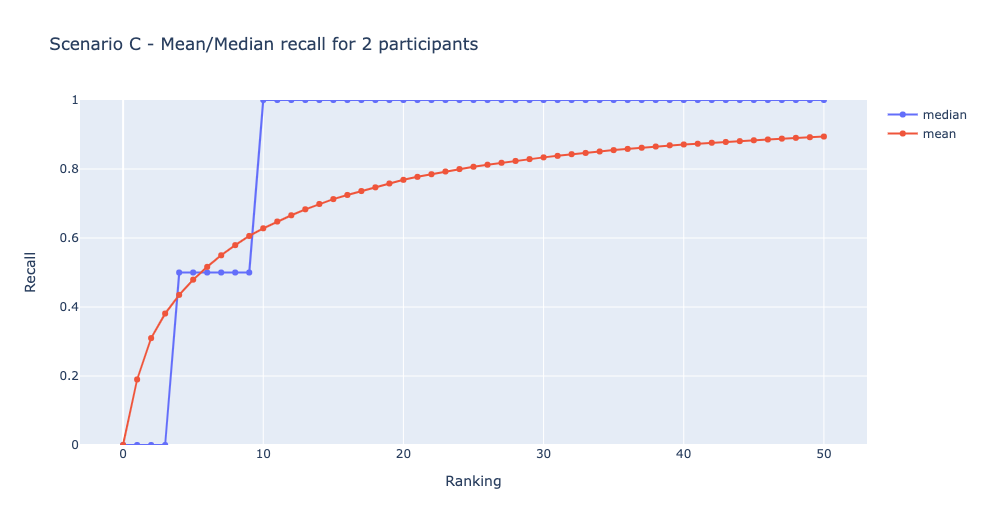 Scenario C - Mean/Median recall for 2 participants
1
0.8
0.6
0.4
0.2
0
Recall
0 10 20 30 40 50
Ranking
median
mean